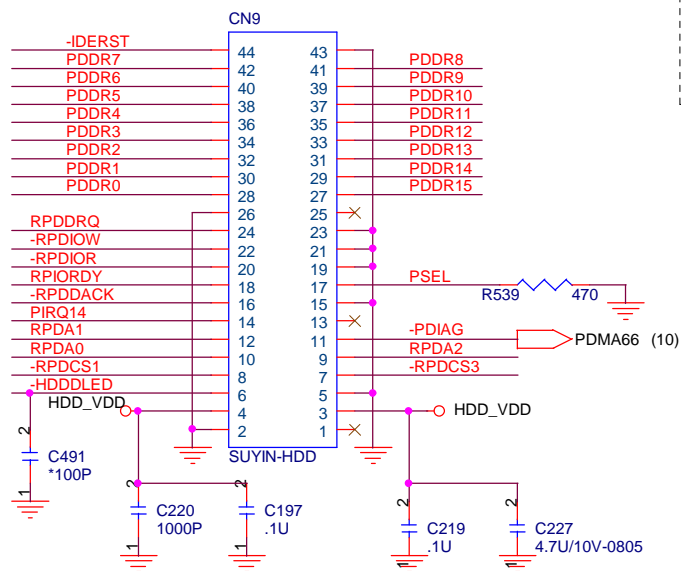 CN9
-IDERST 44 43
PDDR7 42 41 PDDR8
PDDR6 40 39 PDDR9
PDDR5 38 37 PDDR10
PDDR4 36 35 PDDR11
PDDR3 34 33 PDDR12
PDDR2 32 31 PDDR13
PDDR1 30 29 PDDR14
PDDR0 28 27 PDDR15
26 25
RPDDRQ 24 23
-RPDIOW 22 21
-RPDIOR 20 19
RPIORDY 18 17 PSEL R539 470
-RPDDACK 16 15
PIRQ14 14 13
RPDA1 12 11 -PDIAG PDMA66 (10)
RPDA0 10 9 RPDA2
-RPDCS1 8 7 -RPDCS3
-HDDDLED 6 5
HDD_VDD 4 3 HDD_VDD
2 1
SUYIN-HDD
2 C491 *100P 1
2 C220 1000P 1
2 C197 .1U 1
2 C219 .1U 1
2 C227 4.7U/10V-0805 1